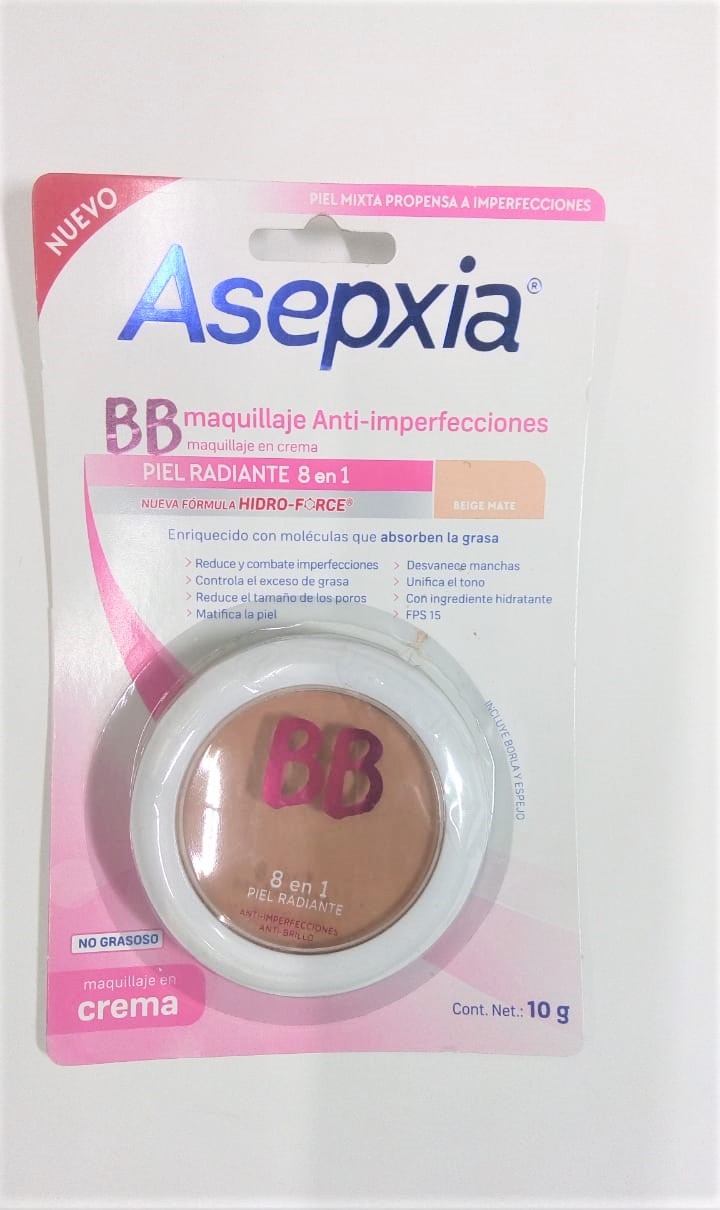 NUEVO
PIEL MIXTA PROPENSA A IMPERFECCIONES
Asepxia®
BB maquillaje Anti-imperfecciones
maquillaje en crema
PIEL RADIANTE 8 en 1
NUEVA FÓRMULA HIDRO-FORCE®
BEIGE MATE
Enriquecido con moléculas que absorben la grasa
> Reduce y combate imperfecciones
> Controla el exceso de grasa
> Reduce el tamaño de los poros
> Matifica la piel
> Desvanece manchas
> Unifica el tono
> Con ingrediente hidratante
> FPS 15
INCLUYE BORLA Y ESPEJO
BB
8 en 1
PIEL RADIANTE
ANTI-IMPERFECCIONES
ANTI-BRILLO
NO GRASOSO
maquillaje en
crema
Cont. Net.: 10 g